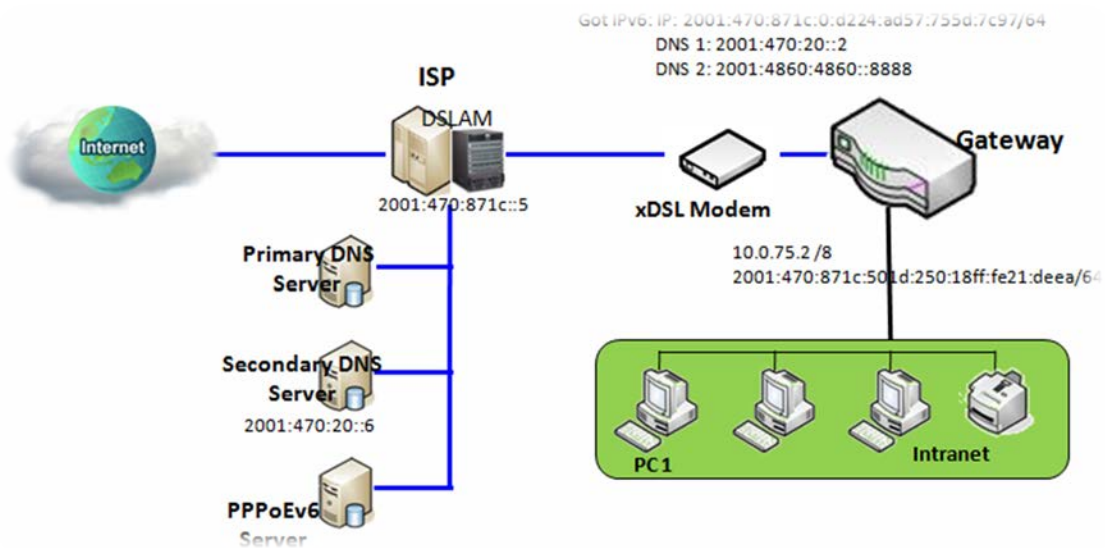 Got IPv6: IP: 2001:470:871c:0:d224:ad57:755d:7c97/64
DNS 1: 2001:470:20::2
DNS 2: 2001:4860:4860::8888
ISP
DSLAM
Internet
Gateway
2001:470:871c::5
xDSL Modem
Primary DNS
Server
10.0.75.2 /8
2001:470:871c:501d:250:18ff:fe21:deea/64
Secondary DNS
Server
2001:470:20::6
PC1
Intranet
PPPoEv6
Server